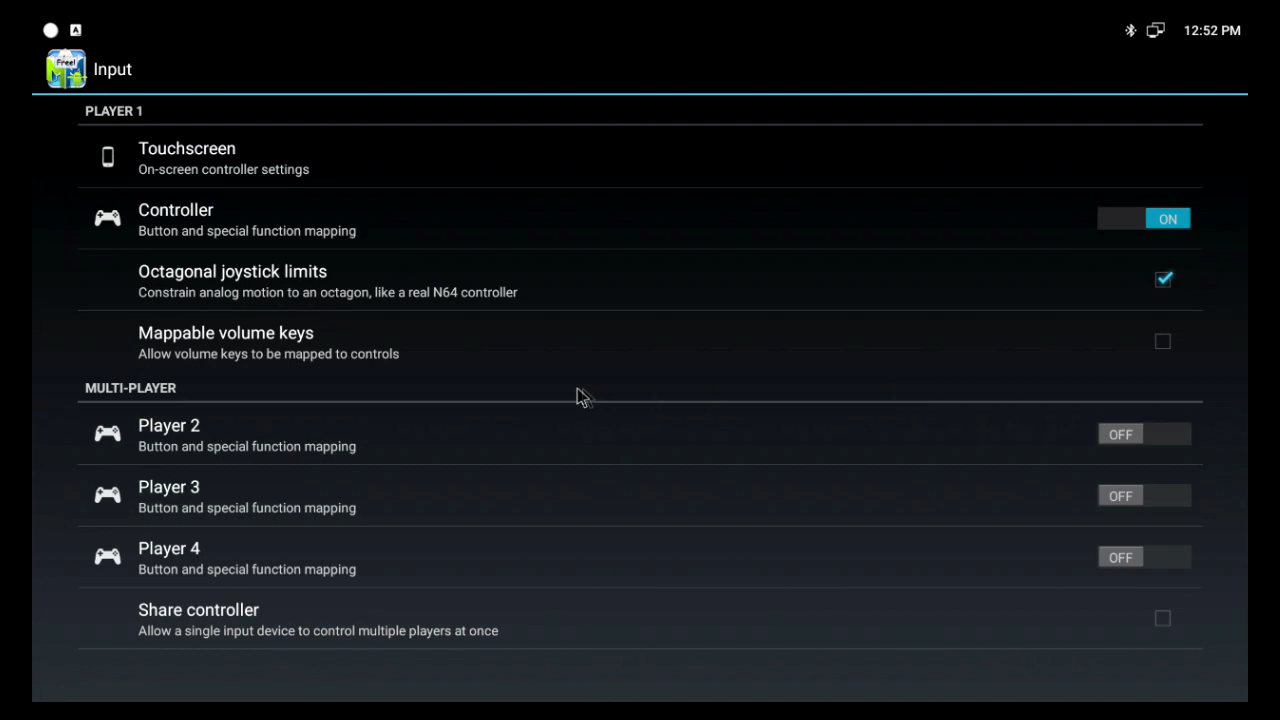 A
12:52 PM
Free!
Input
PLAYER 1
Touchscreen
On-screen controller settings
Controller
Button and special function mapping
ON
Octagonal joystick limits
Constrain analog motion to an octagon, like a real N64 controller
Mappable volume keys
Allow volume keys to be mapped to controls
MULTI-PLAYER
Player 2
Button and special function mapping
OFF
Player 3
Button and special function mapping
OFF
Player 4
Button and special function mapping
OFF
Share controller
Allow a single input device to control multiple players at once